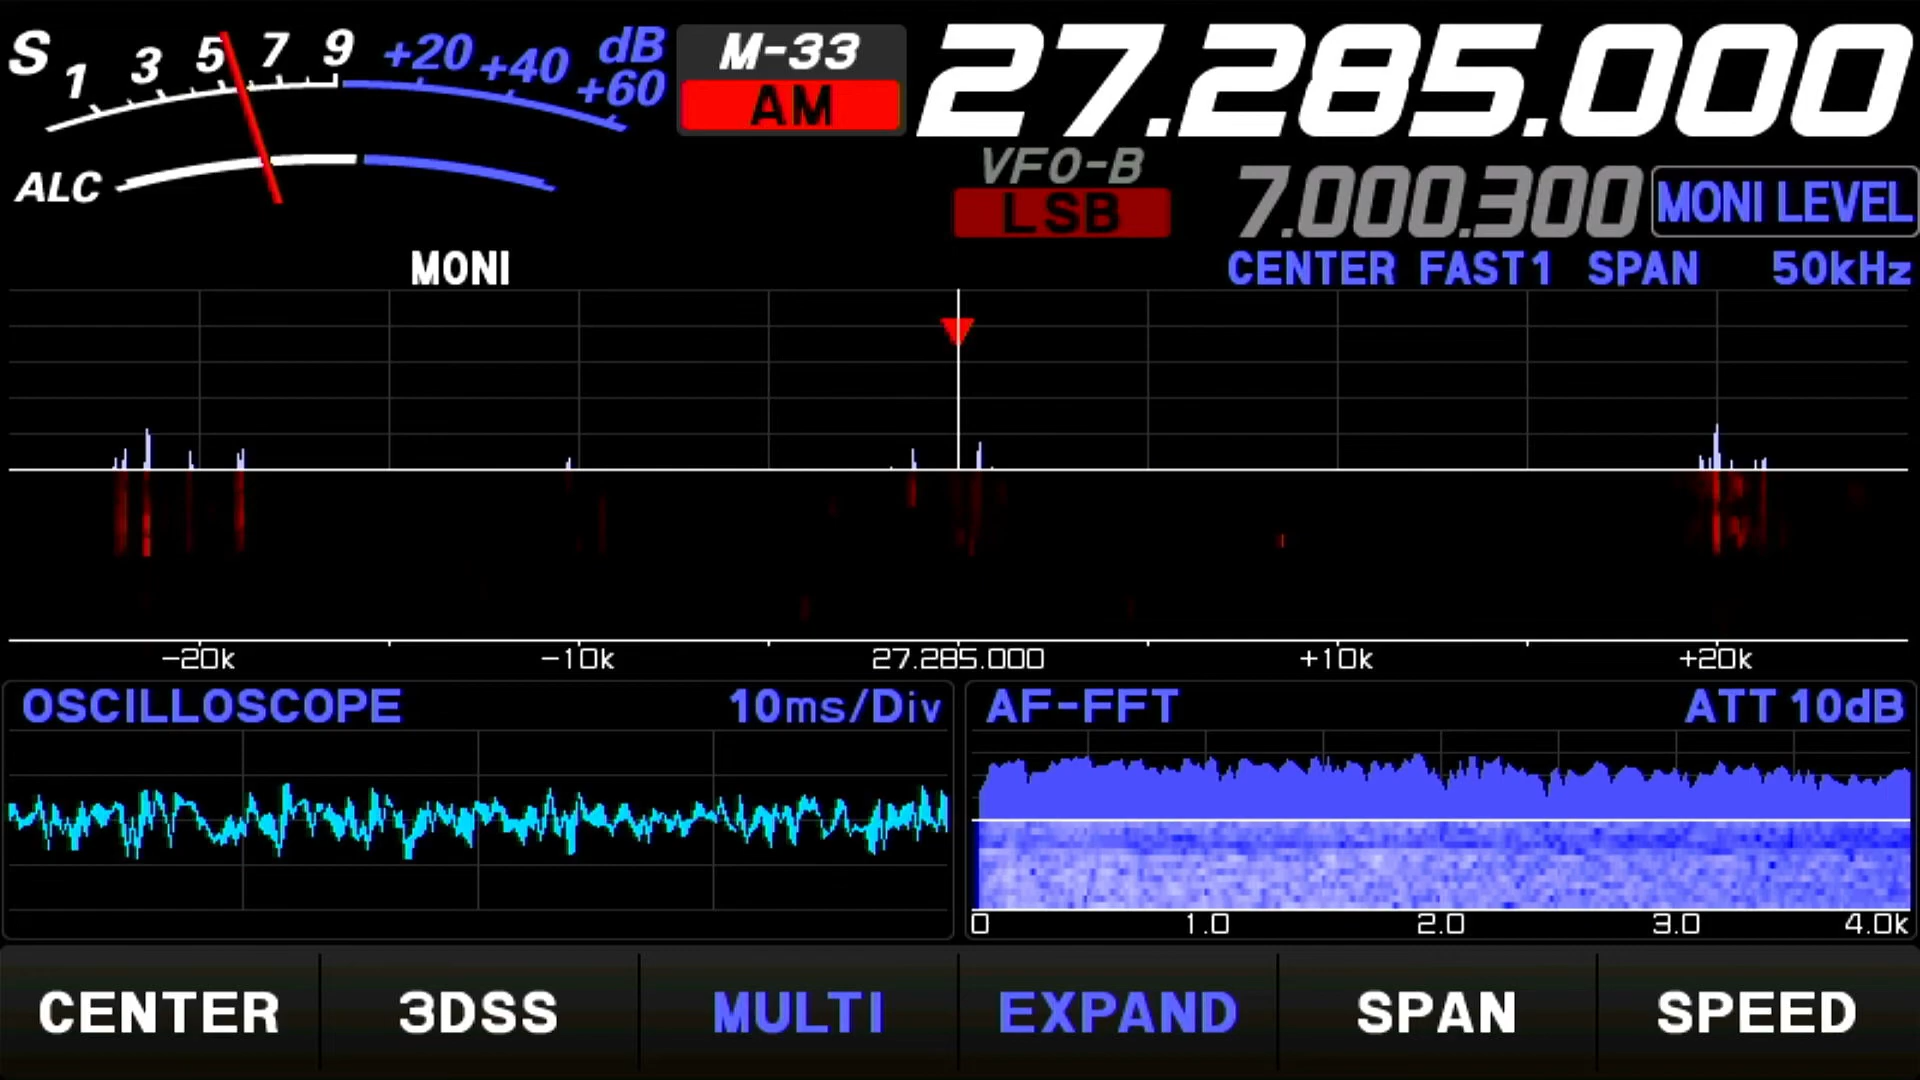 S 1 3 5 7 9 +20 +40 +60 dB
M-33
AM
27.285.000
ALC
VFO-B
LSB
7.000.300
MONI LEVEL
MONI
CENTER FAST1 SPAN 50kHz
-20k -10k 27.285.000 +10k +20k
OSCILLOSCOPE 10ms/Div
AF-FFT ATT 10dB
0 1.0 2.0 3.0 4.0k
CENTER 3DSS MULTI EXPAND SPAN SPEED